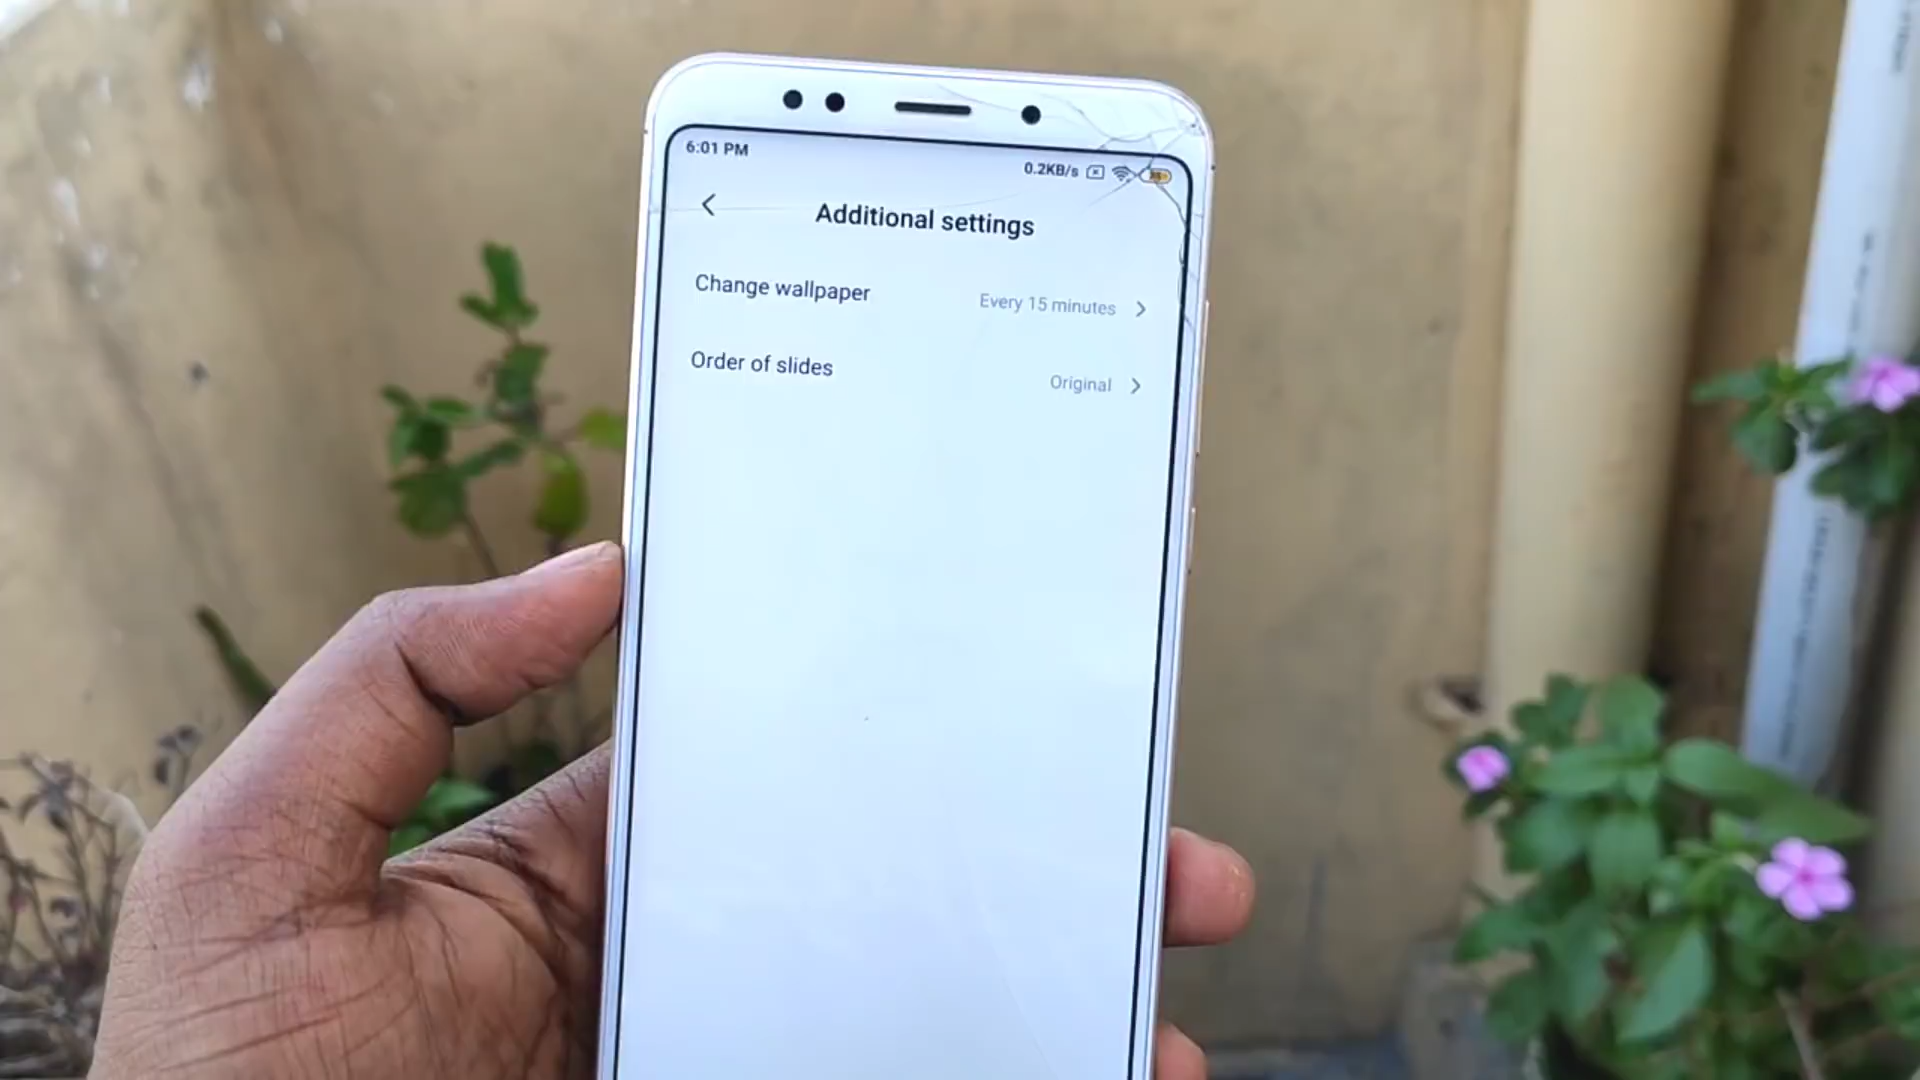 6:01 PM
0.2KB/s
Additional settings
Change wallpaper
Every 15 minutes
Order of slides
Original